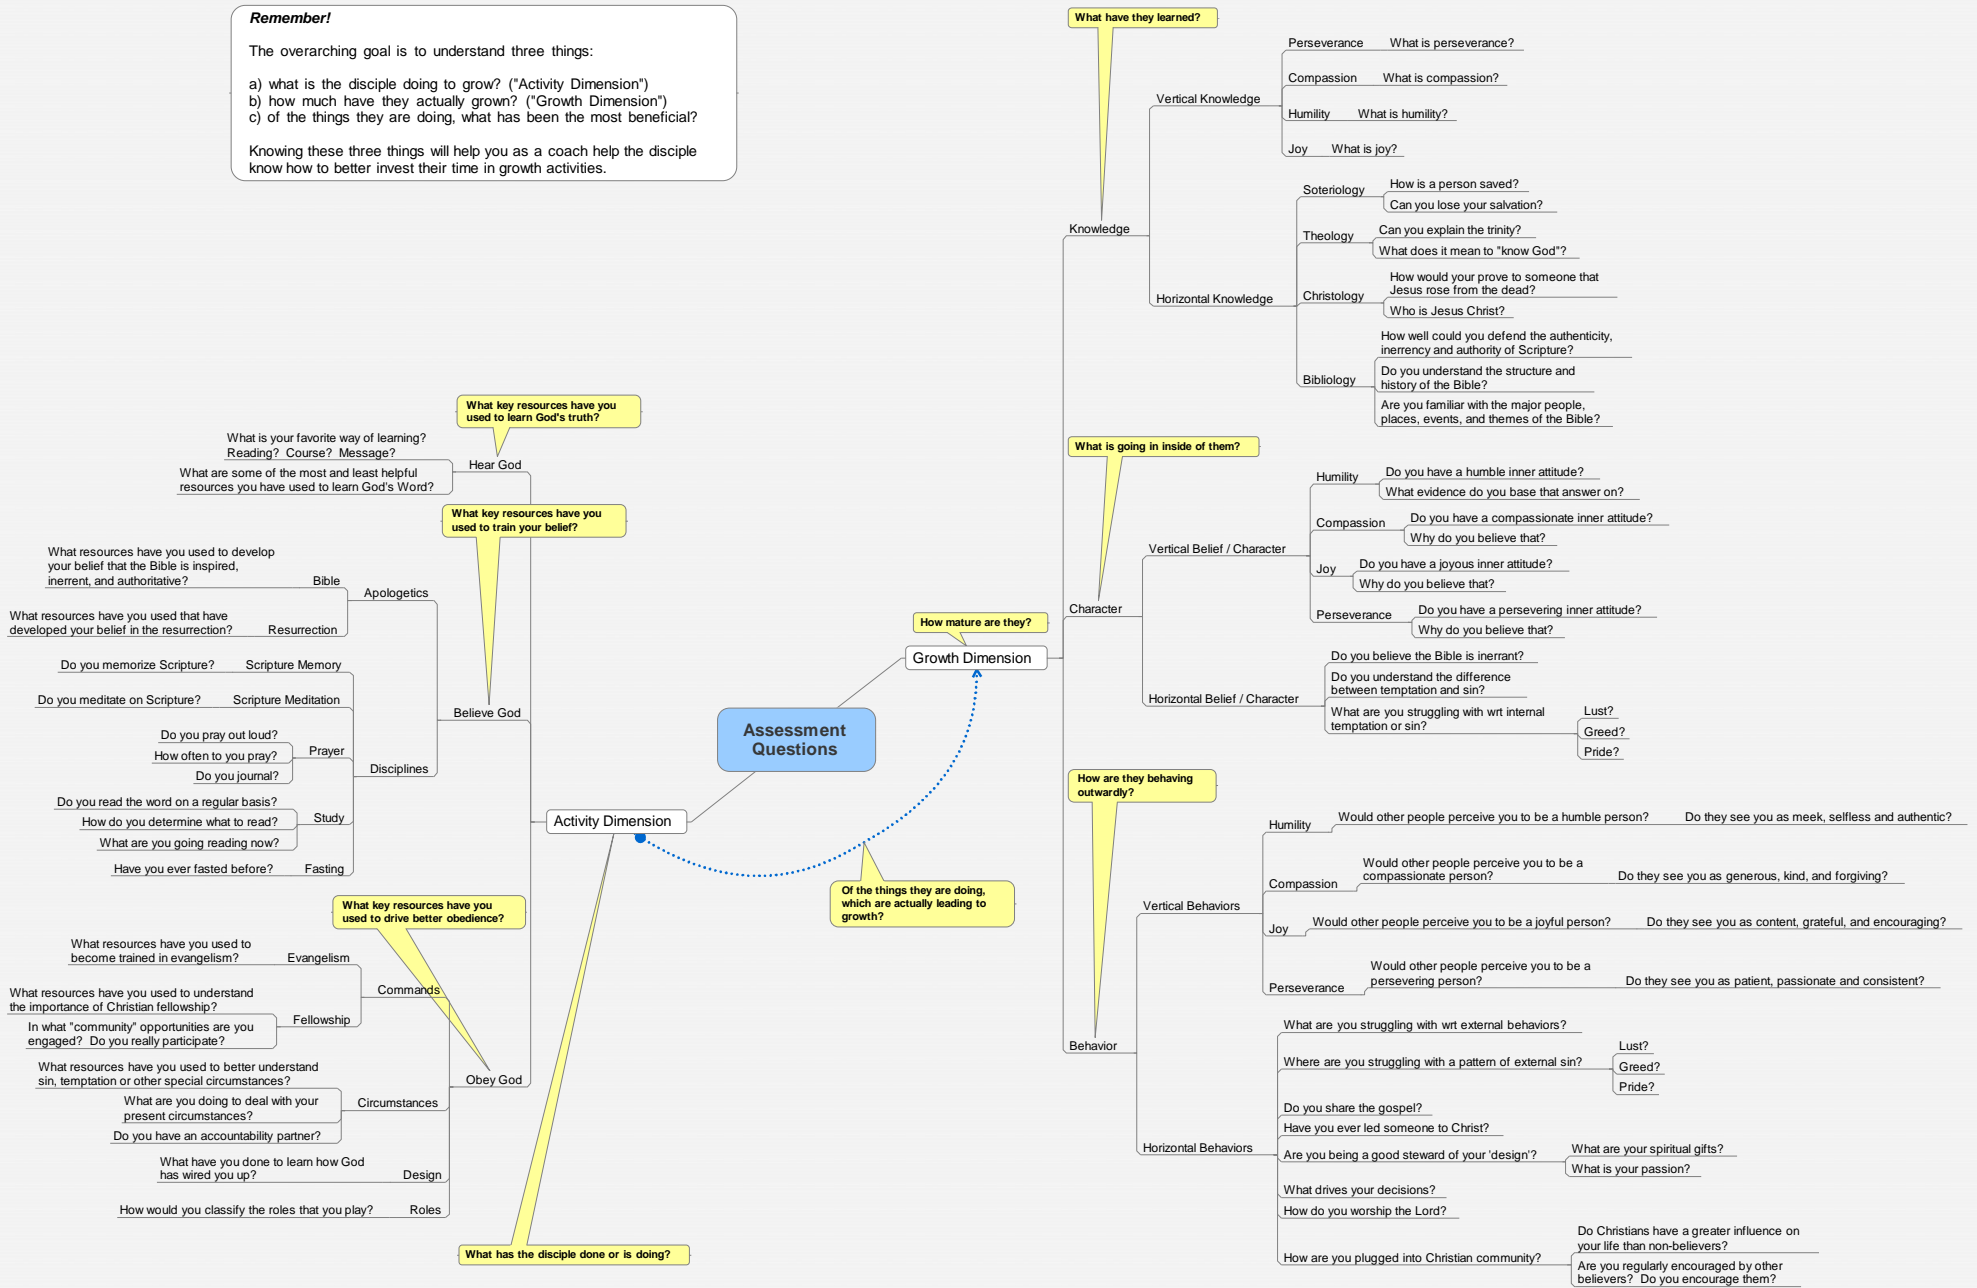 Remember!
The overarching goal is to understand three things:
a) what is the disciple doing to grow? ("Activity Dimension")
b) how much have they actually grown? ("Growth Dimension")
c) of the things they are doing, what has been the most beneficial?
Knowing these three things will help you as a coach help the disciple
know how to better invest their time in growth activities.
Assessment
Questions
Activity Dimension
What has the disciple done or is doing?
What key resources have you
used to learn God's truth?
Hear God
What is your favorite way of learning?
Reading? Course? Message?
What are some of the most and least helpful
resources you have used to learn God's Word?
What key resources have you
used to train your belief?
Believe God
Apologetics
Bible
What resources have you used to develop
your belief that the Bible is inspired,
inerrent, and authoritative?
Resurrection
What resources have you used that have
developed your belief in the resurrection?
Disciplines
Scripture Memory
Do you memorize Scripture?
Scripture Meditation
Do you meditate on Scripture?
Prayer
Do you pray out loud?
How often to you pray?
Do you journal?
Study
Do you read the word on a regular basis?
How do you determine what to read?
What are you going reading now?
Fasting
Have you ever fasted before?
What key resources have you
used to drive better obedience?
Obey God
Commands
Evangelism
What resources have you used to
become trained in evangelism?
Fellowship
What resources have you used to understand
the importance of Christian fellowship?
In what "community" opportunities are you
engaged? Do you really participate?
Circumstances
What resources have you used to better understand
sin, temptation or other special circumstances?
What are you doing to deal with your
present circumstances?
Do you have an accountability partner?
Design
What have you done to learn how God
has wired you up?
Roles
How would you classify the roles that you play?
Of the things they are doing,
which are actually leading to
growth?
How mature are they?
Growth Dimension
What have they learned?
Knowledge
Vertical Knowledge
Perseverance
What is perseverance?
Compassion
What is compassion?
Humility
What is humility?
Joy
What is joy?
Horizontal Knowledge
Soteriology
How is a person saved?
Can you lose your salvation?
Theology
Can you explain the trinity?
What does it mean to "know God"?
Christology
How would your prove to someone that
Jesus rose from the dead?
Who is Jesus Christ?
Bibliology
How well could you defend the authenticity,
inerrency and authority of Scripture?
Do you understand the structure and
history of the Bible?
Are you familiar with the major people,
places, events, and themes of the Bible?
What is going in inside of them?
Character
Vertical Belief / Character
Humility
Do you have a humble inner attitude?
What evidence do you base that answer on?
Compassion
Do you have a compassionate inner attitude?
Why do you believe that?
Joy
Do you have a joyous inner attitude?
Why do you believe that?
Perseverance
Do you have a persevering inner attitude?
Why do you believe that?
Horizontal Belief / Character
Do you believe the Bible is inerrant?
Do you understand the difference
between temptation and sin?
What are you struggling with wrt internal
temptation or sin?
Lust?
Greed?
Pride?
How are they behaving
outwardly?
Behavior
Vertical Behaviors
Humility
Would other people perceive you to be a humble person?
Do they see you as meek, selfless and authentic?
Compassion
Would other people perceive you to be a
compassionate person?
Do they see you as generous, kind, and forgiving?
Joy
Would other people perceive you to be a joyful person?
Do they see you as content, grateful, and encouraging?
Perseverance
Would other people perceive you to be a
persevering person?
Do they see you as patient, passionate and consistent?
Horizontal Behaviors
What are you struggling with wrt external behaviors?
Where are you struggling with a pattern of external sin?
Lust?
Greed?
Pride?
Do you share the gospel?
Have you ever led someone to Christ?
Are you being a good steward of your 'design'?
What are your spiritual gifts?
What is your passion?
What drives your decisions?
How do you worship the Lord?
How are you plugged into Christian community?
Do Christians have a greater influence on
your life than non-believers?
Are you regularly encouraged by other
believers? Do you encourage them?